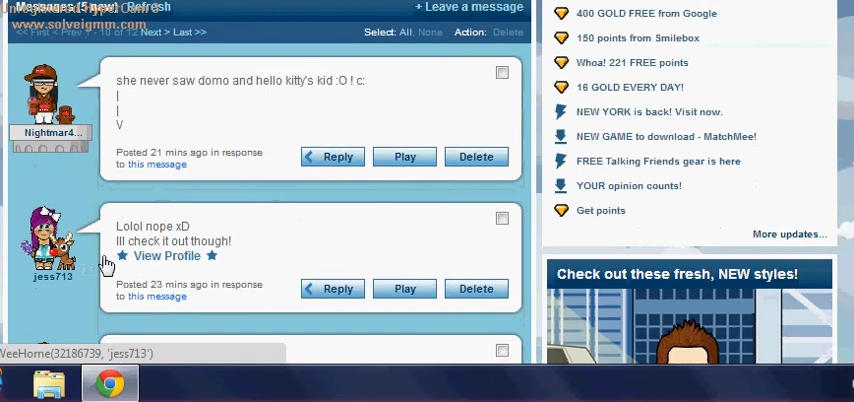 Unregistered HyperCam 3
www.solveigmm.com
Messages (5 new) Refresh
+ Leave a message
<< First < Prev 1 - 10 of 12 Next > Last >>
Select: All, None Action: Delete
she never saw domo and hello kitty's kid :O ! c:
|
|
V
Nightmar4...
Posted 21 mins ago in response
to this message
Reply
Play
Delete
Lolol nope xD
Ill check it out though!
★ View Profile ★
jess713
Posted 23 mins ago in response
to this message
Reply
Play
Delete
WeeHome(32186739, 'jess713')
400 GOLD FREE from Google
150 points from Smilebox
Whoa! 221 FREE points
16 GOLD EVERY DAY!
NEW YORK is back! Visit now.
NEW GAME to download - MatchMee!
FREE Talking Friends gear is here
YOUR opinion counts!
Get points
More updates...
Check out these fresh, NEW styles!